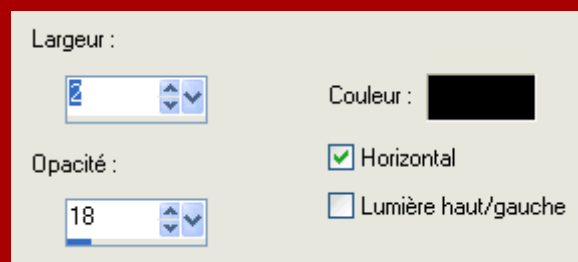 Largeur :
2
Couleur :
Opacité :
Horizontal
18
Lumière haut/gauche